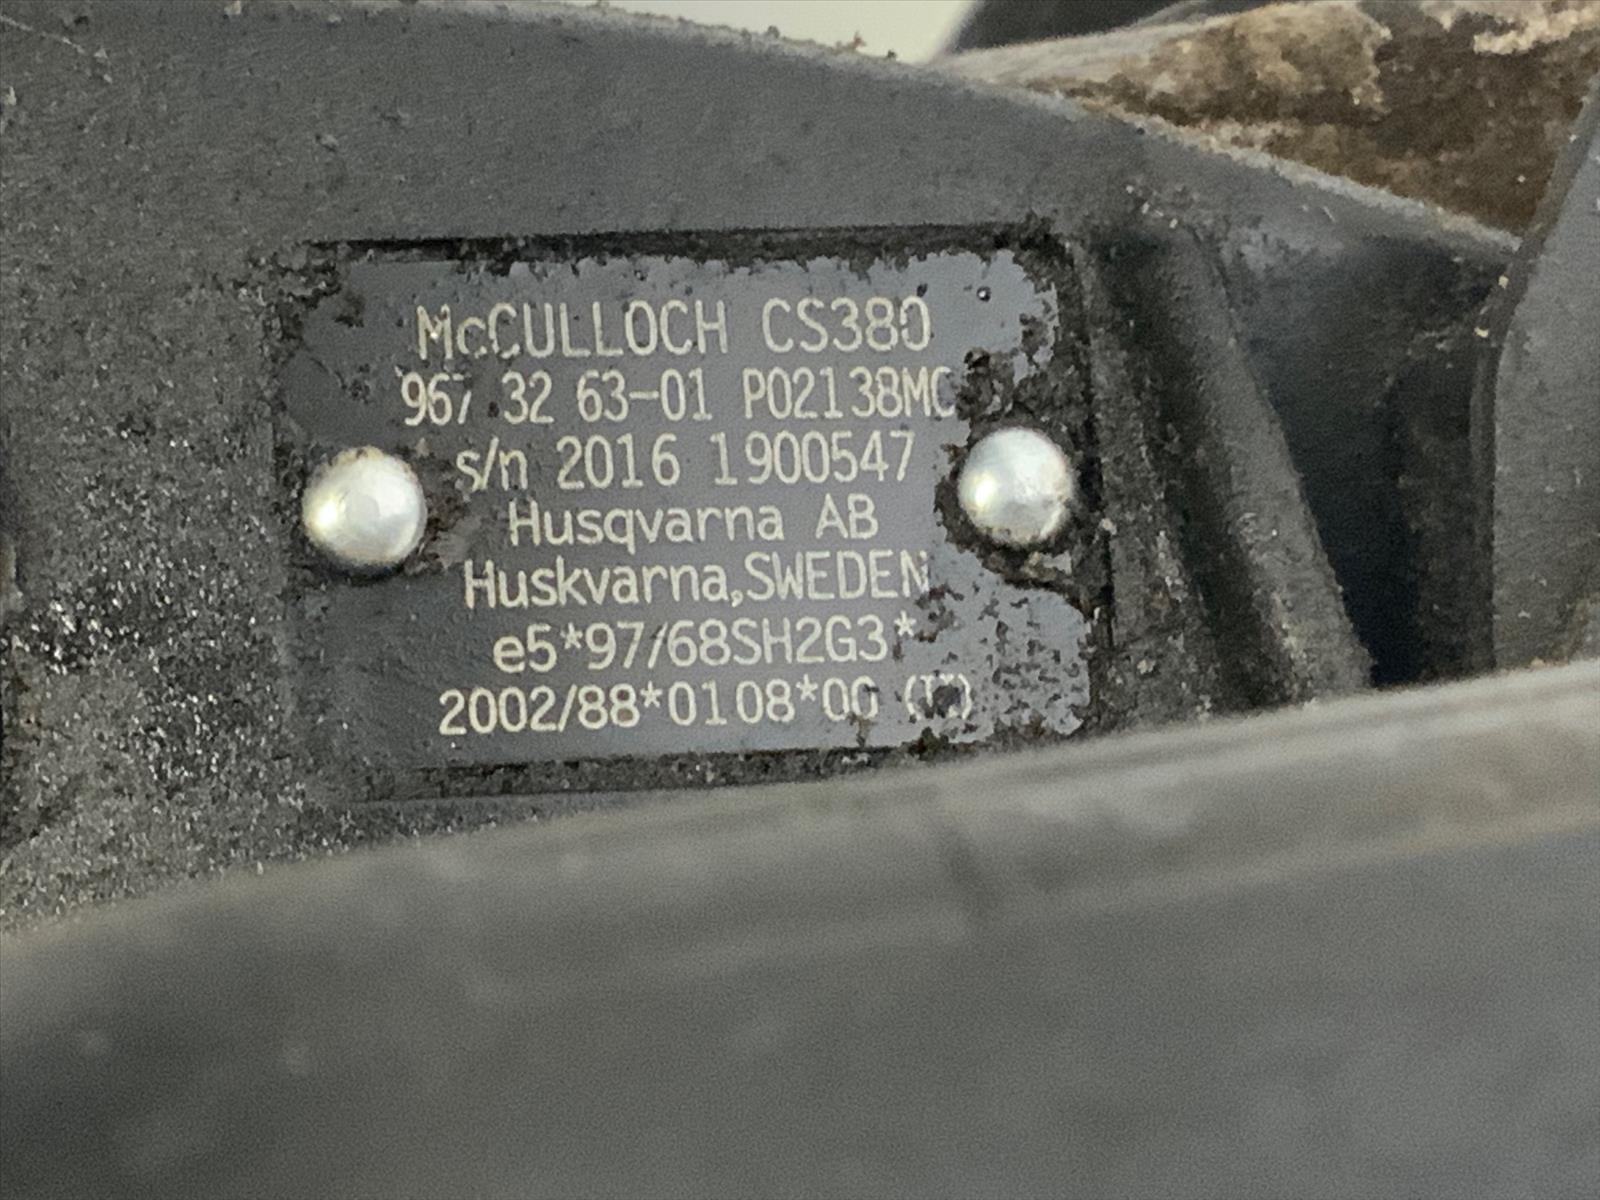 McCULLOCH CS380
967 32 63-01 P02138MC
s/n 2016 1900547
Husqvarna AB
Huskvarna,SWEDEN
e5*97/68SH2G3*
2002/88*0108*00